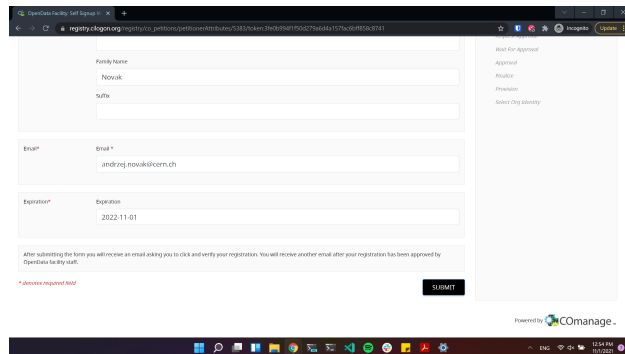 OpenData Facility: Self Signup
registry.cilogon.org/registry/co_petitions/petitionerAttributes/5383/token:3fe0b994f1f50d279a6d4a157fac6bff858c8741
Incognito
Update
Wait For Approval
Approval
Finalize
Provision
Select Org Identity
Family Name
Novak
Suffix
Email*
Email *
andrzej.novak@cern.ch
Expiration*
Expiration
2022-11-01
After submitting the form you will receive an email asking you to click and verify your registration. You will receive another email after your registration has been approved by
OpenData facility staff.
* denotes required field
SUBMIT
Powered by COmanage
ENG
12:54 PM
11/1/2021